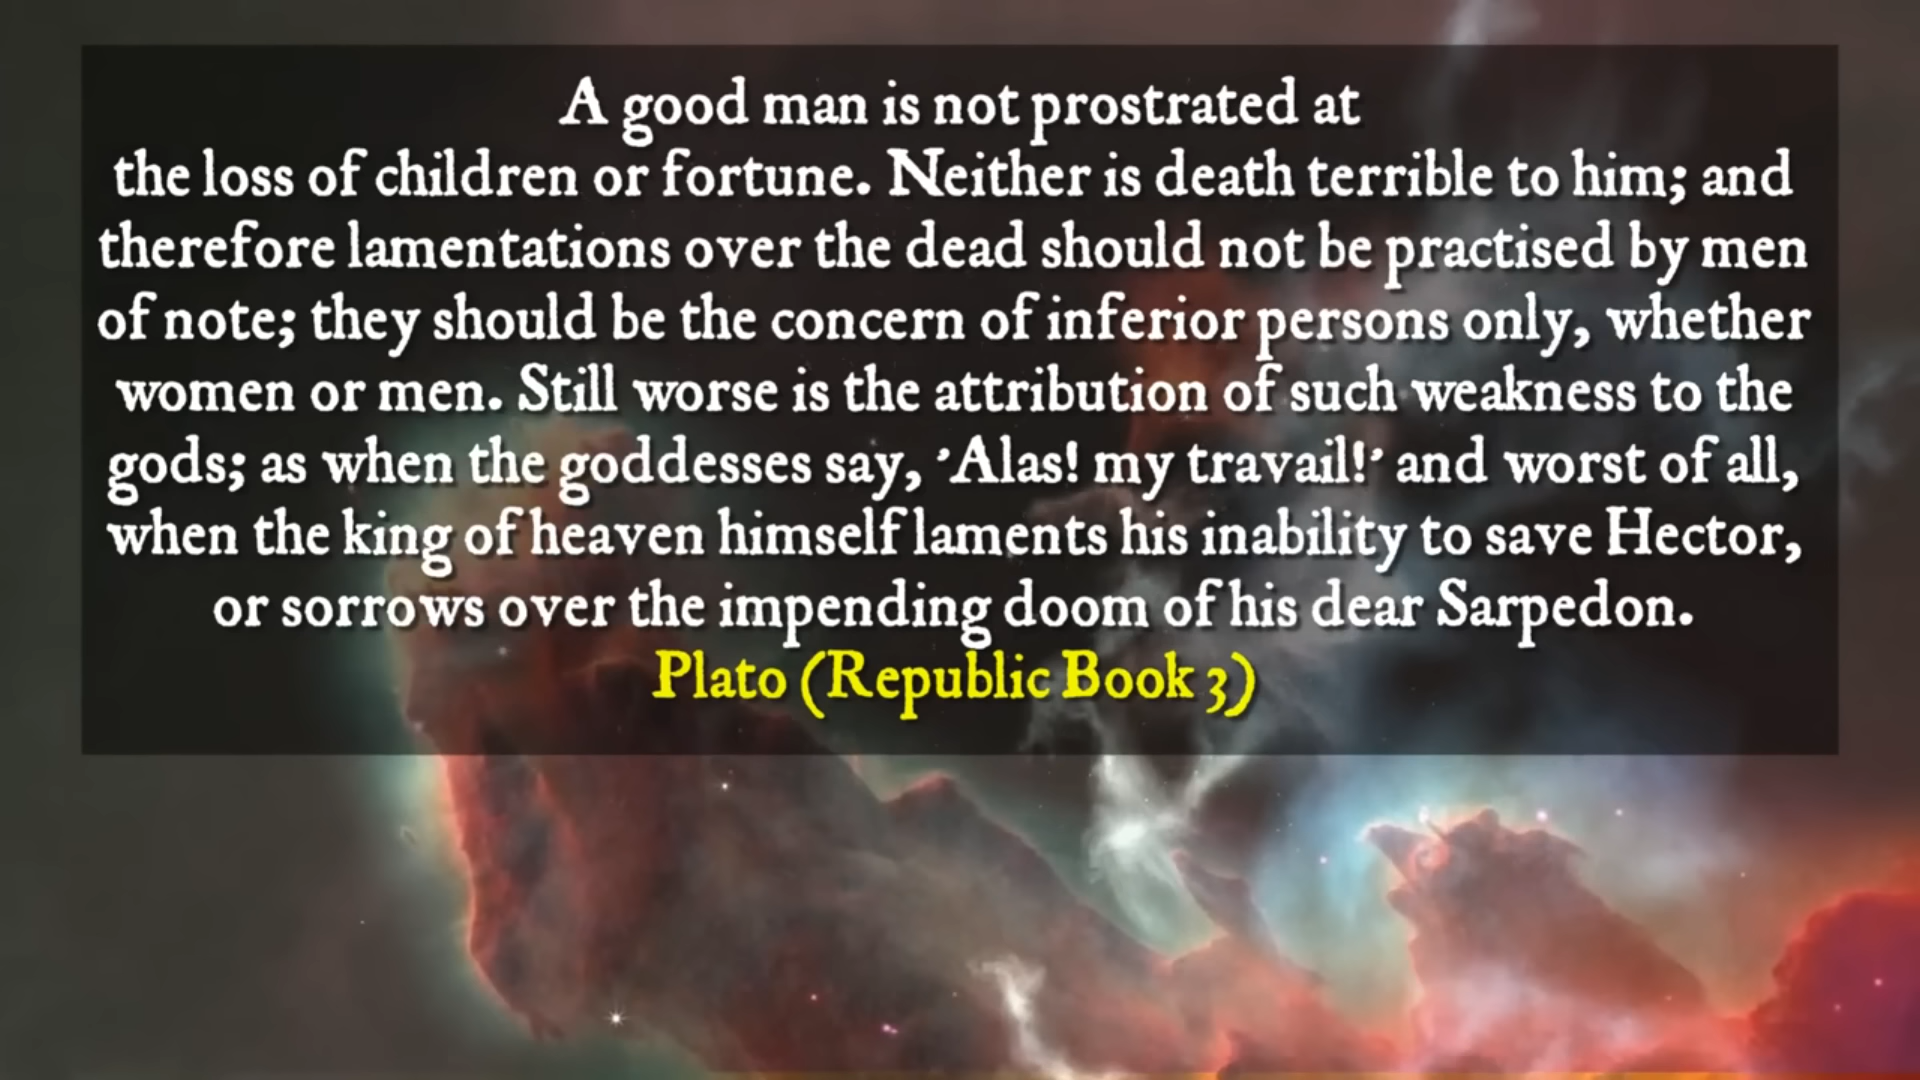 A good man is not prostrated at
the loss of children or fortune. Neither is death terrible to him; and
therefore lamentations over the dead should not be practised by men
of note; they should be the concern of inferior persons only, whether
women or men. Still worse is the attribution of such weakness to the
gods; as when the goddesses say, 'Alas! my travail!' and worst of all,
when the king of heaven himself laments his inability to save Hector,
or sorrows over the impending doom of his dear Sarpedon.
Plato (Republic Book 3)